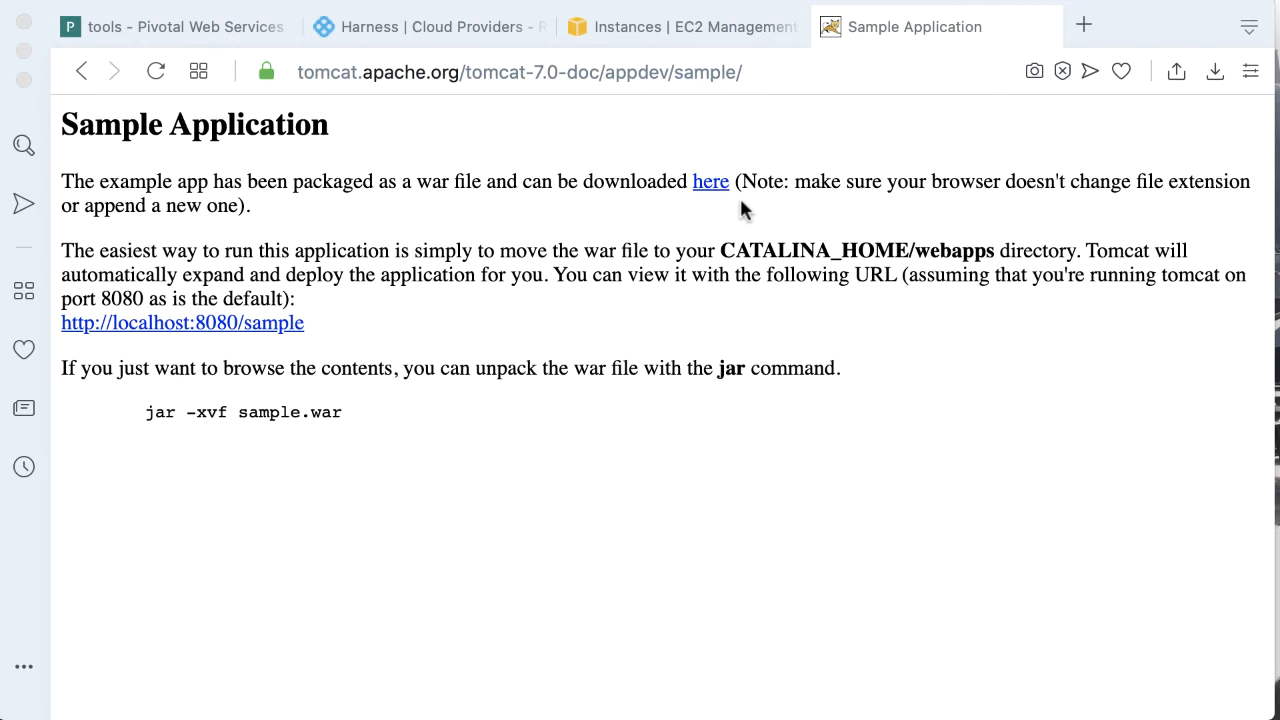 P tools - Pivotal Web Services
Harness | Cloud Providers - R
Instances | EC2 Management
Sample Application
tomcat.apache.org/tomcat-7.0-doc/appdev/sample/
Sample Application
The example app has been packaged as a war file and can be downloaded here (Note: make sure your browser doesn't change file extension
or append a new one).
The easiest way to run this application is simply to move the war file to your CATALINA_HOME/webapps directory. Tomcat will
automatically expand and deploy the application for you. You can view it with the following URL (assuming that you're running tomcat on
port 8080 as is the default):
http://localhost:8080/sample
If you just want to browse the contents, you can unpack the war file with the jar command.
jar -xvf sample.war